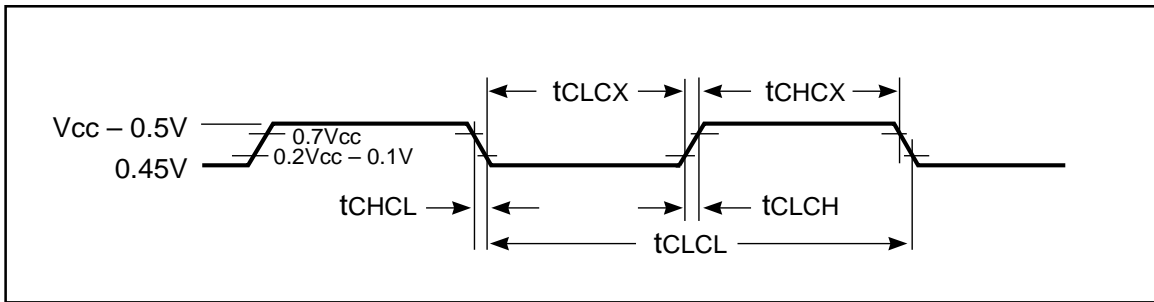 tCLCX
tCHCX
Vcc – 0.5V
0.7Vcc
0.2Vcc – 0.1V
0.45V
tCHCL
tCLCH
tCLCL